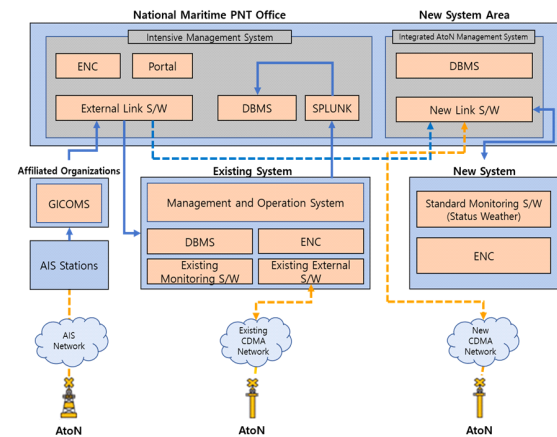 National Maritime PNT Office
New System Area
Intensive Management System
Integrated AtoN Management System
ENC
Portal
DBMS
External Link S/W
DBMS
SPLUNK
New Link S/W
Affiliated Organizations
Existing System
New System
GICOMS
Management and Operation System
Standard Monitoring S/W
(Status Weather)
DBMS
ENC
AIS Stations
ENC
Existing
Monitoring S/W
Existing External
S/W
AIS
Network
Existing
CDMA
Network
New
CDMA
Network
AtoN
AtoN
AtoN